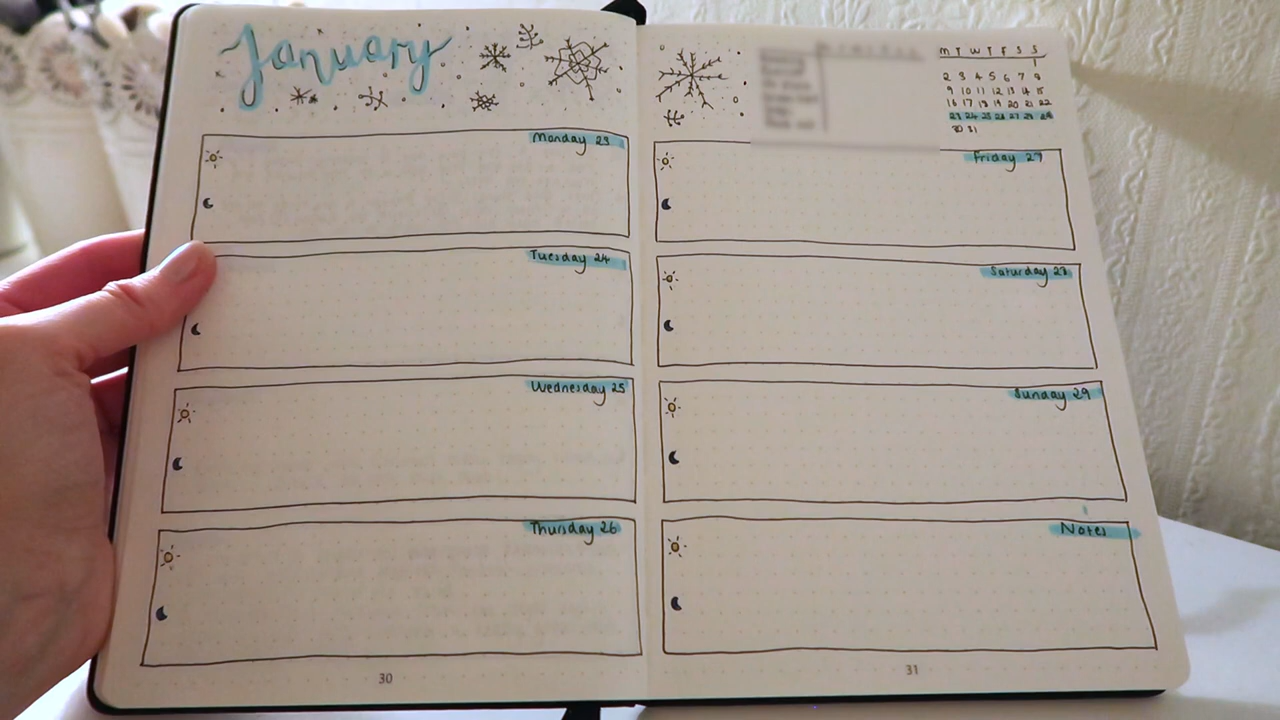 January
Monday 23
Tuesday 24
Wednesday 25
Thursday 26
30
M T W T F S S
1
2 3 4 5 6 7 8
9 10 11 12 13 14 15
16 17 18 19 20 21 22
23 24 25 26 27 28 29
30 31
Friday 27
Saturday 28
Sunday 29
Notes
31